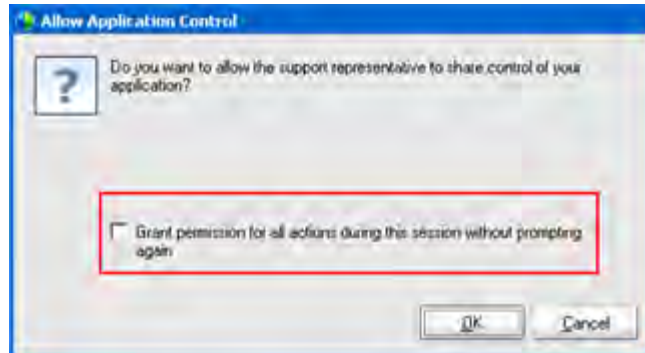 Allow Application Control
Do you want to allow the support representative to share control of your
application?
Grant permission for all actions during this session without prompting
again
OK
Cancel